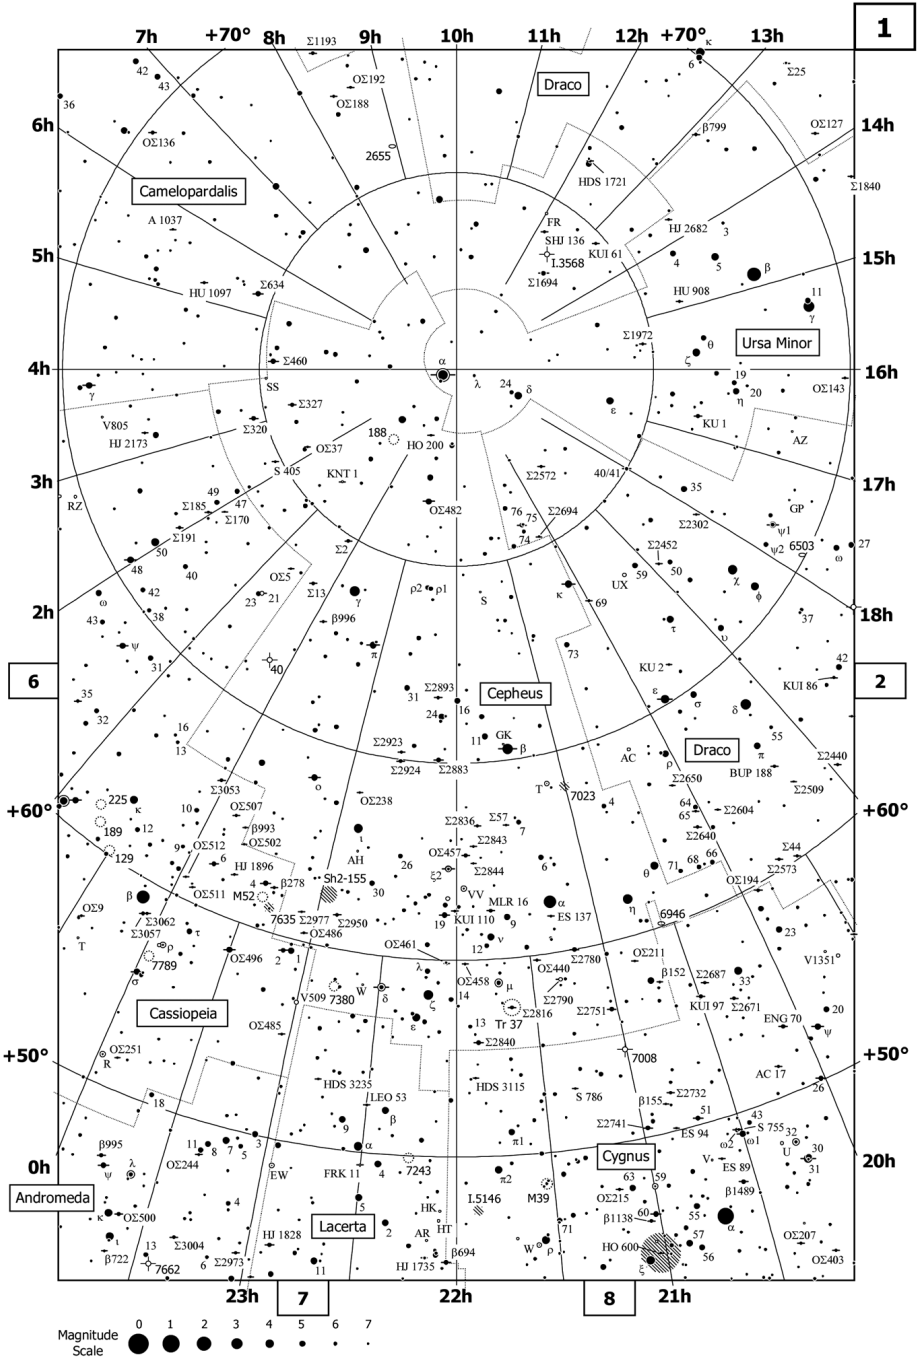 1
7h +70° 8h 9h 10h 11h 12h +70° 13h
Σ1193
κ
6
42
43
OΣ192
Draco
Σ25
36
OΣ188
6h
OΣ136
β799
OΣ127
14h
2655
HDS 1721
Camelopardalis
Σ1840
A 1037
FR
HJ 2682
3
SHJ 136
KUI 61
5h
I.3568
4
5
β
15h
HU 1097
Σ634
Σ1694
HU 908
11
γ
Σ1972
θ
Ursa Minor
Σ460
ζ
α
4h
16h
SS
λ
24
δ
19
20
OΣ143
γ
η
Σ327
ε
V805
Σ320
KU 1
HJ 2173
188
HO 200
AZ
OΣ37
S 405
KNT 1
Σ2572
40/41
3h
49
35
17h
RZ
47
Σ185
Σ170
OΣ482
76
75
Σ2694
GP
Σ2302
ψ1
Σ191
74
Σ2
50
Σ2452
ψ2
6503
27
48
40
OΣ5
59
50
χ
ω
ω
42
23
21
Σ13
γ
ρ2
ρ1
S
κ
UX
φ
2h
38
69
37
18h
43
β996
τ
υ
ψ
31
π
73
40
KU 2
42
6
ε
KUI 86
2
35
31
Σ2893
Cepheus
σ
δ
32
24
16
16
13
11
GK
β
55
Σ2923
AC
Draco
π
Σ2924
Σ2883
ρ
BUP 188
Σ2440
Σ3053
ο
T
7023
Σ2650
Σ2509
+60°
225
κ
10
OΣ507
OΣ238
4
64
65
Σ2604
+60°
189
12
β993
ι
Σ2836
Σ57
7
Σ2640
129
9
OΣ512
OΣ502
AH
Σ2843
OΣ457
6
HJ 1896
26
ξ2
Σ2844
6
θ
71
68
66
Σ44
Σ2573
β
OΣ511
4
β278
Sh2-155
30
VV
OΣ194
M52
α
η
16
OΣ9
Σ3062
7635
Σ2977
Σ2950
19
KUI 110
MLR 16
9
ES 137
6946
Σ3057
τ
OΣ486
OΣ461
12
ν
23
T
ρ
7789
OΣ496
2
1
OΣ458
OΣ440
Σ2780
OΣ211
V1351
σ
λ
β152
Σ2687
33
7380
W
δ
ζ
μ
Σ2790
V509
14
KUI 97
Σ2671
20
Cassiopeia
OΣ485
ε
Σ2816
Σ2751
ENG 70
ψ
Tr 37
13
+50°
Σ2840
7008
+50°
R
OΣ251
HDS 3235
HDS 3115
S 786
AC 17
26
18
LEO 53
β155
Σ2732
β
Σ2741
51
43
S 755
β995
11
8
7
5
3
9
π1
ES 94
ω2
ω1
32
0h
ψ
λ
OΣ244
α
Cygnus
V
U
30
20h
EW
FRK 11
4
7243
ES 89
31
Andromeda
π2
M39
63
59
β1489
κ
OΣ500
4
5
HK
I.5146
OΣ215
60
55
ι
HT
71
β1138
α
β722
Σ3004
HJ 1828
Lacerta
2
AR
W
ρ
HO 600
57
56
OΣ207
13
7662
Σ2973
11
HJ 1735
β694
ξ
OΣ403
23h
7
22h
8
21h
Magnitude
Scale
0 1 2 3 4 5 6 7